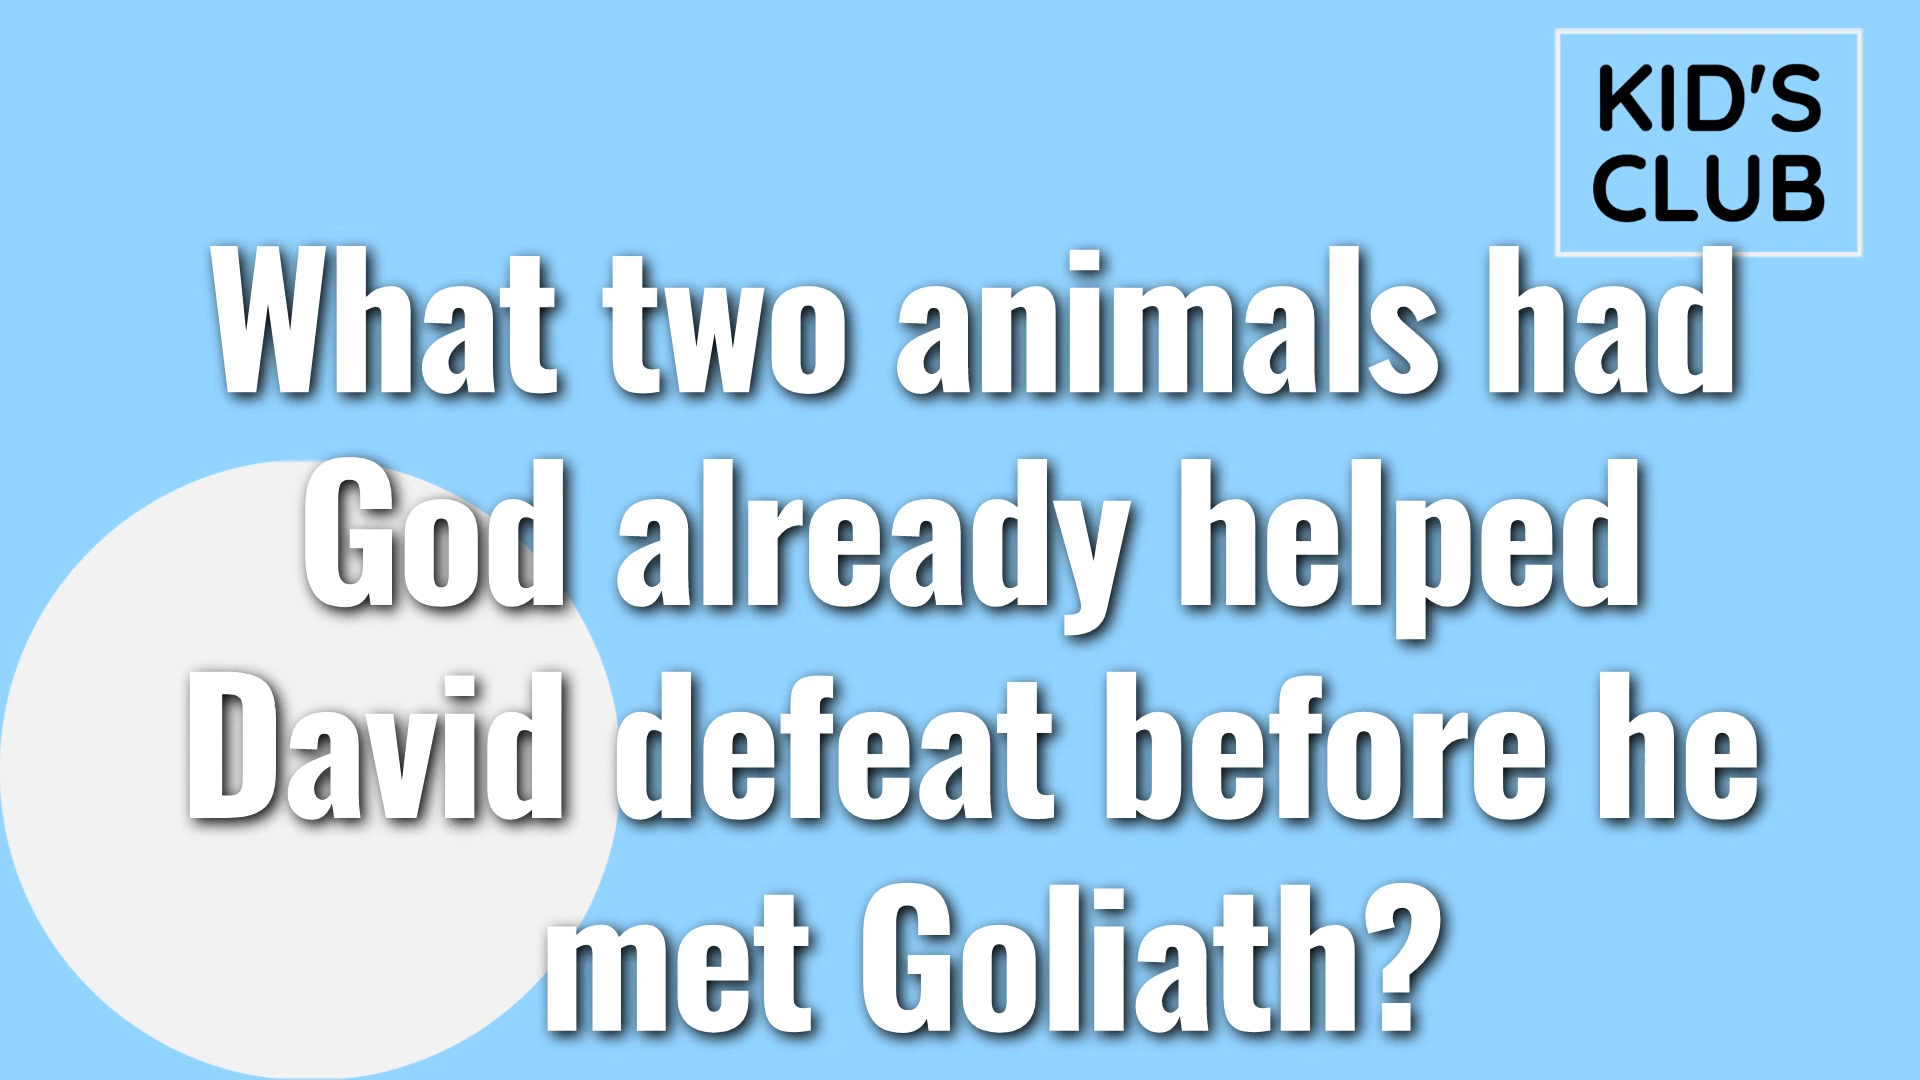 KID'S
CLUB
What two animals had
God already helped
David defeat before he
met Goliath?